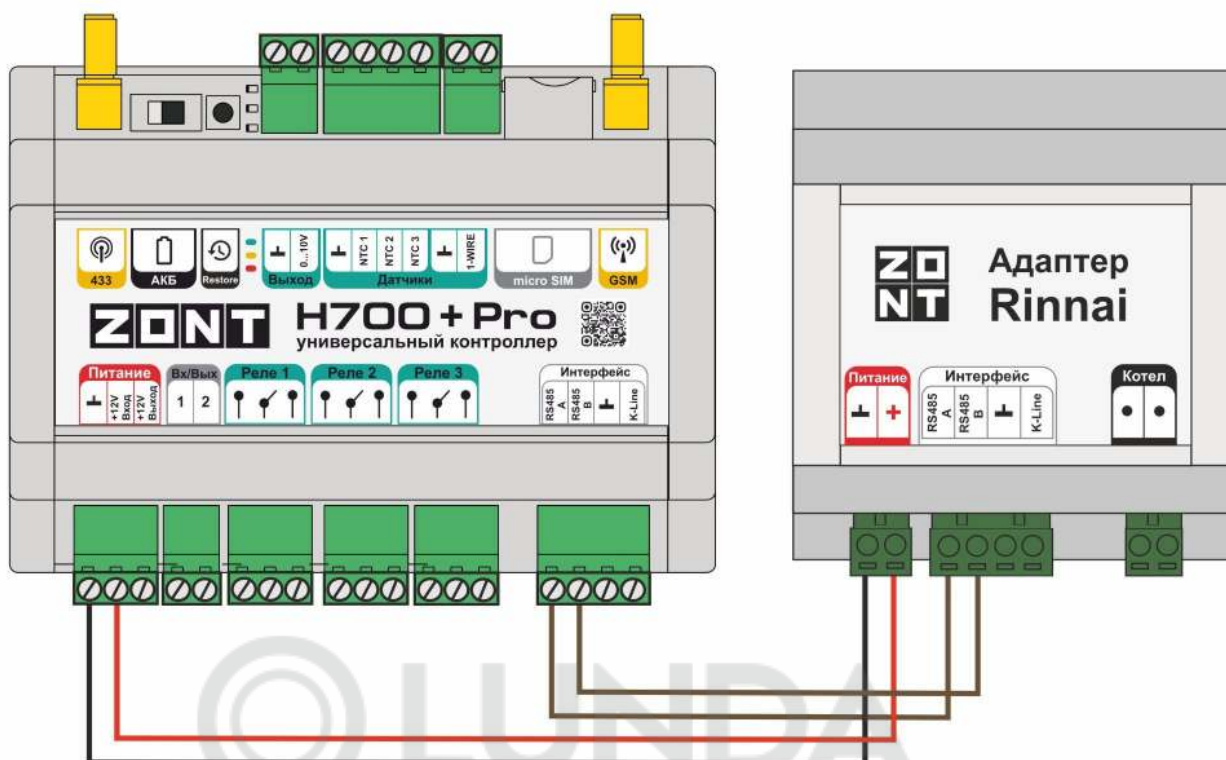 433
АКБ
Restore
0...10V
Выход
NTC 1
NTC 2
NTC 3
1-WIRE
Датчики
micro SIM
GSM
ZONT
H700+Pro
универсальный контроллер
Питание
+12V
Вход
+12V
Выход
Вх/Вых
1 2
Реле 1
Реле 2
Реле 3
Интерфейс
RS485
A
RS485
B
K-Line
ZONT
Адаптер
Rinnai
Питание
+
Интерфейс
RS485
A
RS485
B
K-Line
Котел
LUNDA